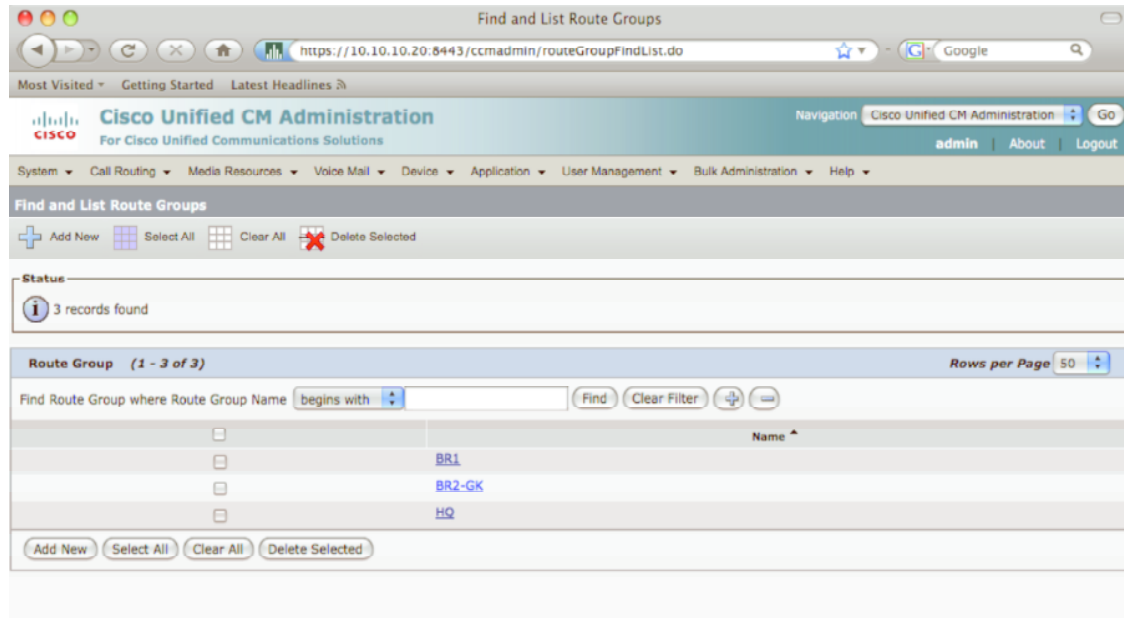 Find and List Route Groups
https://10.10.10.20:8443/ccmadmin/routeGroupFindList.do
Google
Most Visited Getting Started Latest Headlines
CISCO
Cisco Unified CM Administration
For Cisco Unified Communications Solutions
Navigation Cisco Unified CM Administration Go
admin | About | Logout
System Call Routing Media Resources Voice Mail Device Application User Management Bulk Administration Help
Find and List Route Groups
Add New Select All Clear All Delete Selected
Status
3 records found
Route Group (1 - 3 of 3) Rows per Page 50
Find Route Group where Route Group Name begins with Find Clear Filter
Name
BR1
BR2-GK
HQ
Add New Select All Clear All Delete Selected